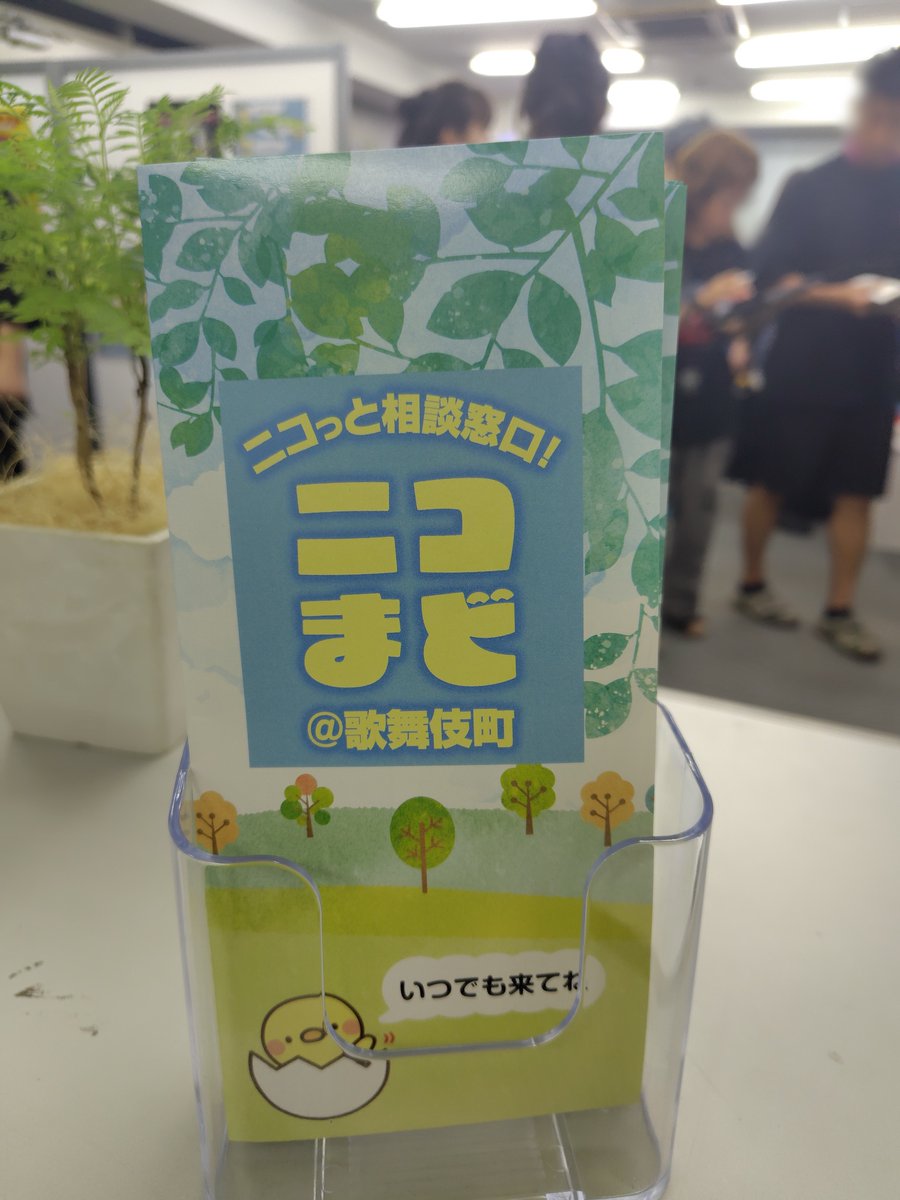 ニコっと相談窓口!
ニコ
まど
@歌舞伎町
いつでも来てね